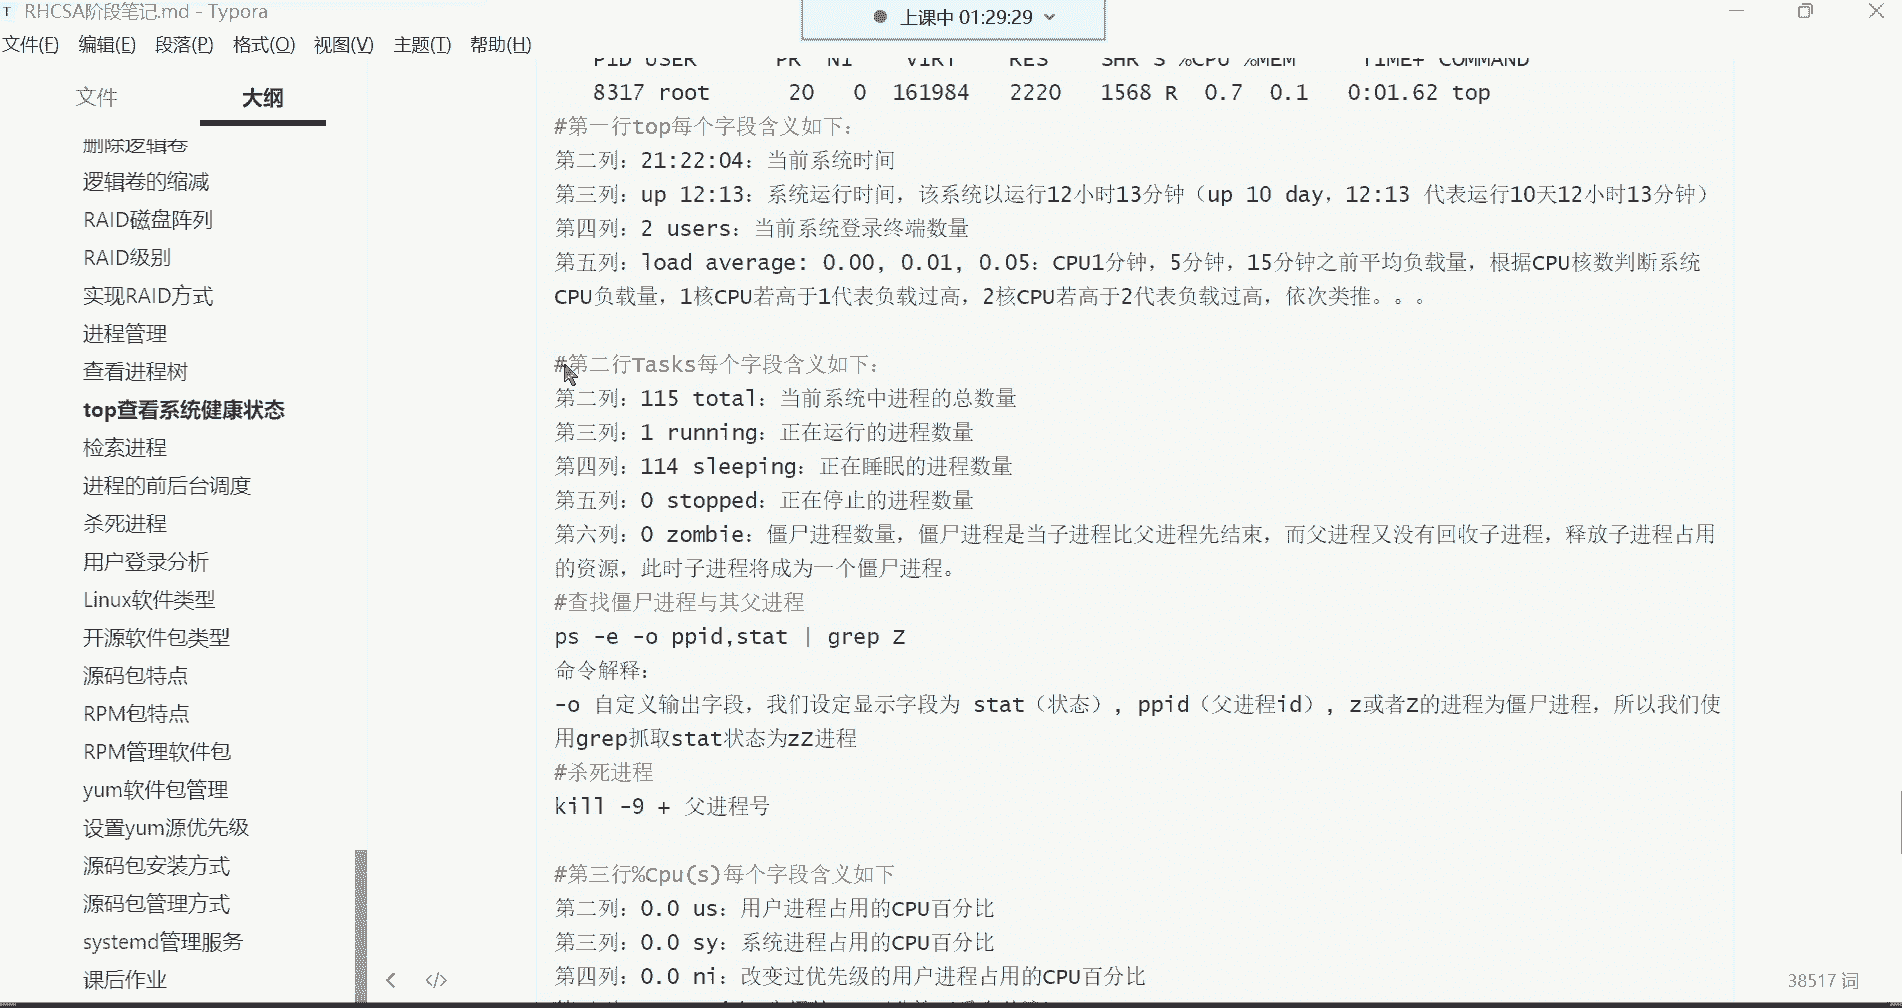 RHCSA阶段笔记.md - Typora
上课中 01:29:29
文件(F) 编辑(E) 段落(P) 格式(O) 视图(V) 主题(T) 帮助(H)
文件 大纲
删除逻辑卷
逻辑卷的缩减
RAID磁盘阵列
RAID级别
实现RAID方式
进程管理
查看进程树
top查看系统健康状态
检索进程
进程的前后台调度
杀死进程
用户登录分析
Linux软件类型
开源软件包类型
源码包特点
RPM包特点
RPM管理软件包
yum软件包管理
设置yum源优先级
源码包安装方式
源码包管理方式
systemd管理服务
课后作业
PID USER PR NI VIRT RES SHR S %CPU %MEM TIME+ COMMAND
8317 root 20 0 161984 2220 1568 R 0.7 0.1 0:01.62 top
#第一行top每个字段含义如下：
第二列：21:22:04：当前系统时间
第三列：up 12:13：系统运行时间，该系统以运行12小时13分钟（up 10 day，12:13 代表运行10天12小时13分钟）
第四列：2 users：当前系统登录终端数量
第五列：load average: 0.00, 0.01, 0.05：CPU1分钟，5分钟，15分钟之前平均负载量，根据CPU核数判断系统
CPU负载量，1核CPU若高于1代表负载过高，2核CPU若高于2代表负载过高，依次类推。。。
#第二行Tasks每个字段含义如下：
第二列：115 total：当前系统中进程的总数量
第三列：1 running：正在运行的进程数量
第四列：114 sleeping：正在睡眠的进程数量
第五列：0 stopped：正在停止的进程数量
第六列：0 zombie：僵尸进程数量，僵尸进程是当子进程比父进程先结束，而父进程又没有回收子进程，释放子进程占用
的资源，此时子进程将成为一个僵尸进程。
#查找僵尸进程与其父进程
ps -e -o ppid,stat | grep Z
命令解释：
-o 自定义输出字段，我们设定显示字段为 stat（状态）, ppid（父进程id）, z或者Z的进程为僵尸进程，所以我们使
用grep抓取stat状态为zZ进程
#杀死进程
kill -9 + 父进程号
#第三行%Cpu(s)每个字段含义如下
第二列：0.0 us：用户进程占用的CPU百分比
第三列：0.0 sy：系统进程占用的CPU百分比
第四列：0.0 ni：改变过优先级的用户进程占用的CPU百分比
38517 词